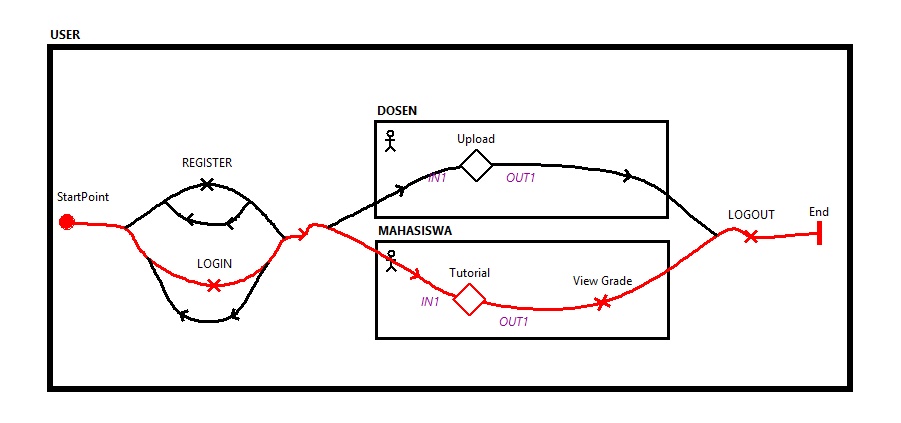 USER
DOSEN
Upload
IN1
OUT1
REGISTER
StartPoint
LOGIN
MAHASISWA
Tutorial
View Grade
IN1
OUT1
LOGOUT
End